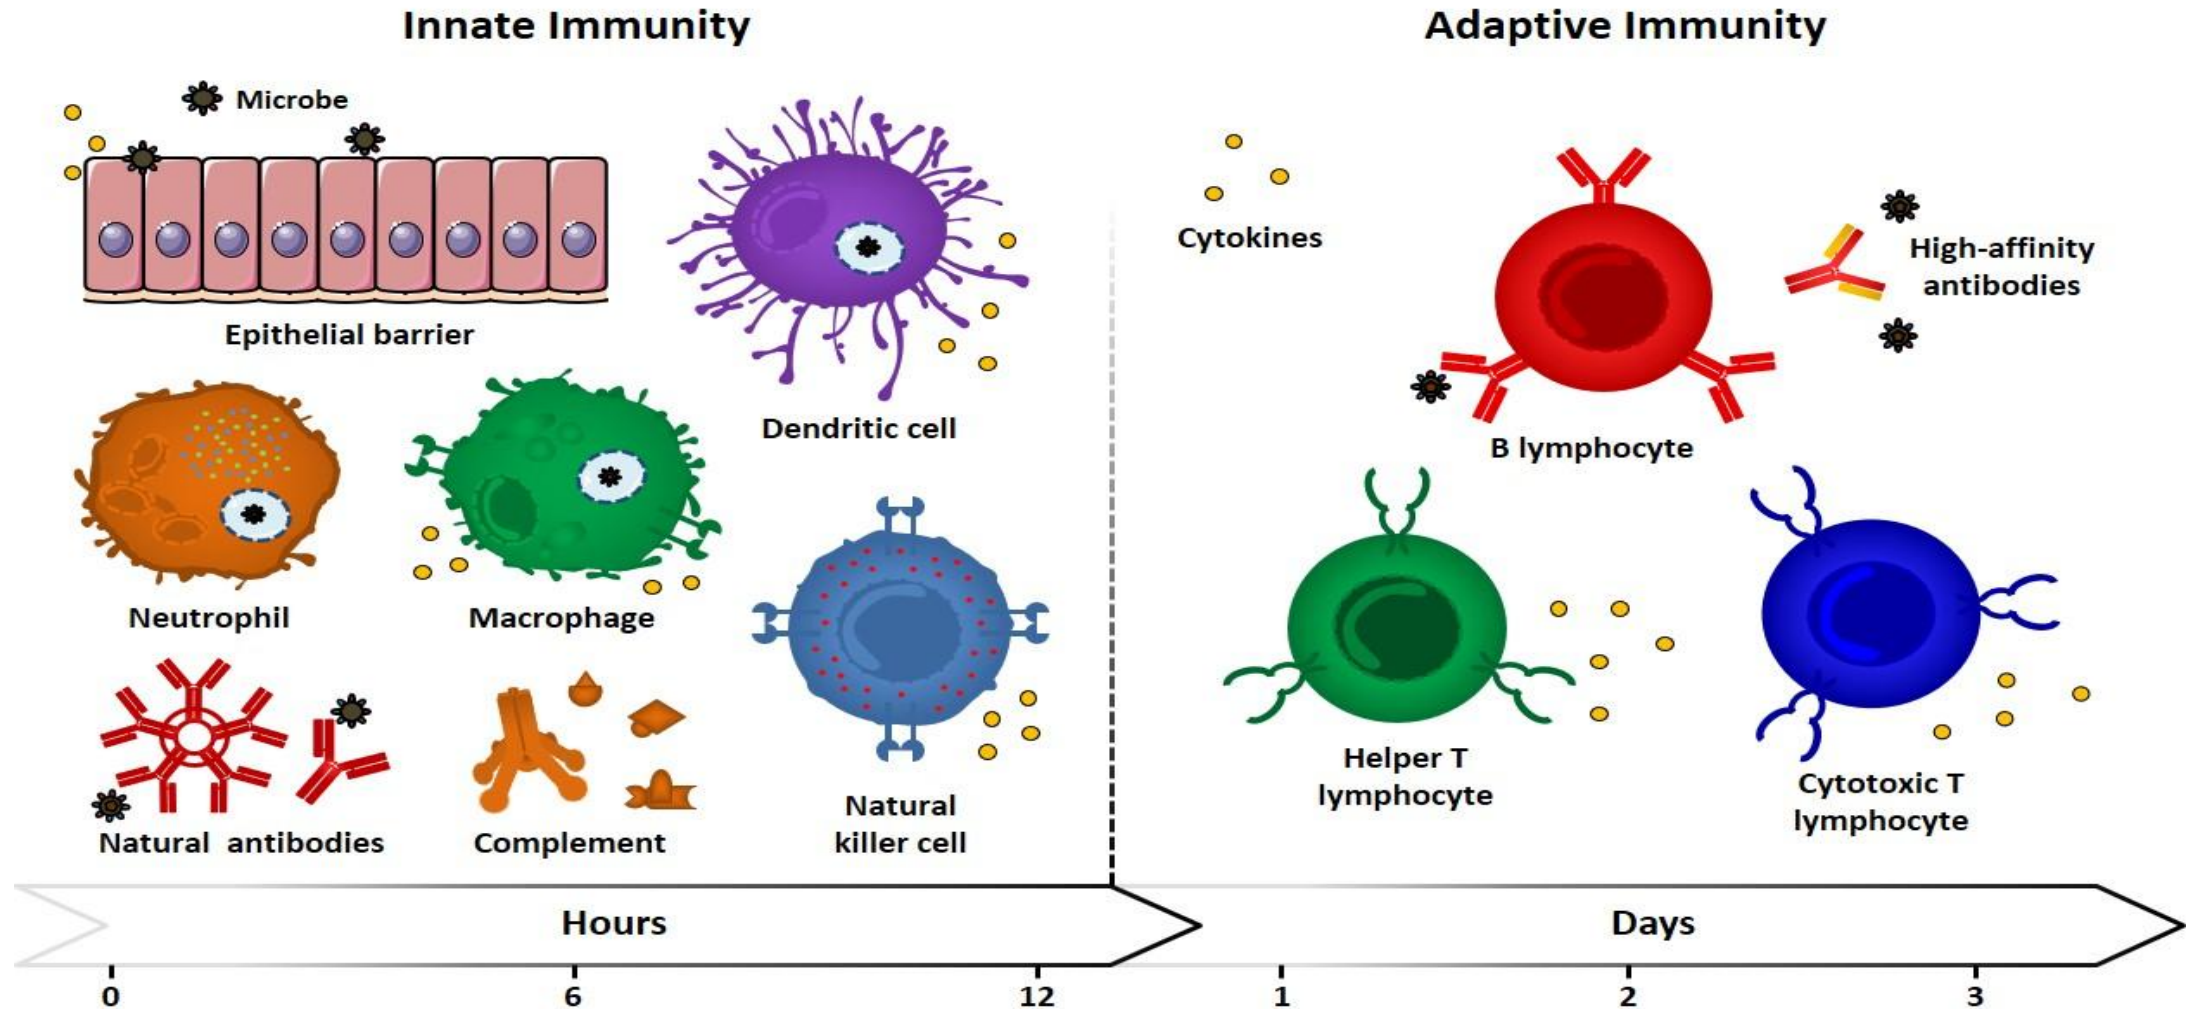 Innate Immunity
Adaptive Immunity
Microbe
Epithelial barrier
Dendritic cell
Neutrophil
Macrophage
Natural antibodies
Complement
Natural
killer cell
Cytokines
High-affinity
antibodies
B lymphocyte
Helper T
lymphocyte
Cytotoxic T
lymphocyte
Hours
Days
0
6
12
1
2
3